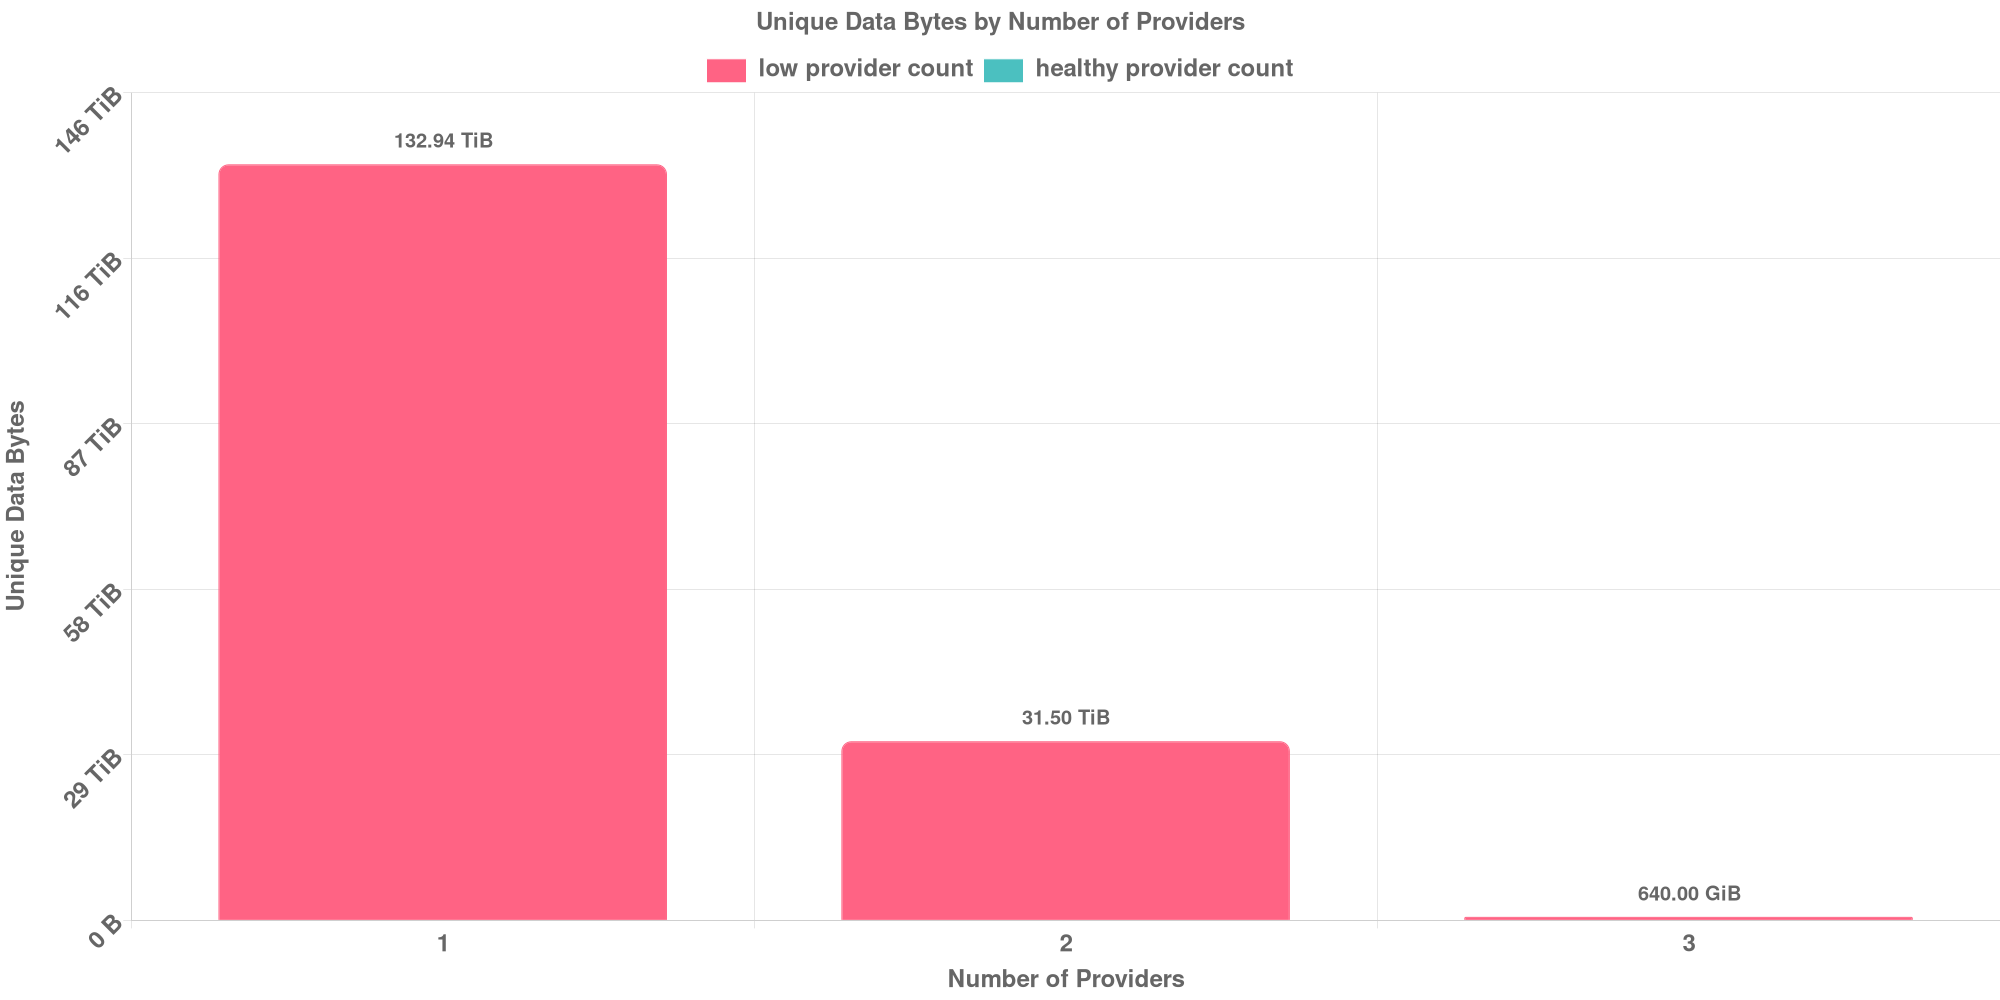 Unique Data Bytes by Number of Providers
low provider count
healthy provider count
146 TiB
116 TiB
87 TiB
58 TiB
29 TiB
0 B
Unique Data Bytes
132.94 TiB
31.50 TiB
640.00 GiB
1
2
3
Number of Providers